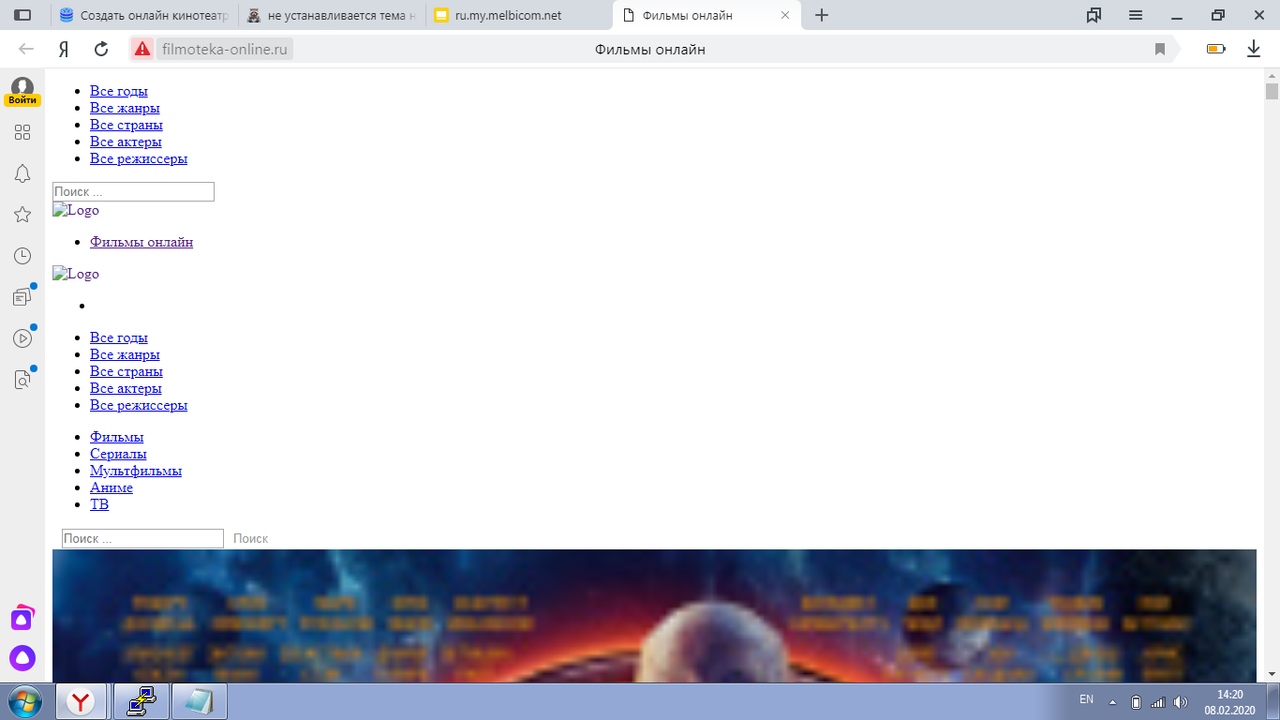 Создать онлайн кинотеатр
не устанавливается тема н
ru.my.melbicom.net
Фильмы онлайн
Я
filmoteka-online.ru
Фильмы онлайн
Войти
Все годы
Все жанры
Все страны
Все актеры
Все режиссеры
Поиск ...
Logo
Фильмы онлайн
Logo
Все годы
Все жанры
Все страны
Все актеры
Все режиссеры
Фильмы
Сериалы
Мультфильмы
Аниме
ТВ
Поиск ... Поиск
EN
14:20
08.02.2020